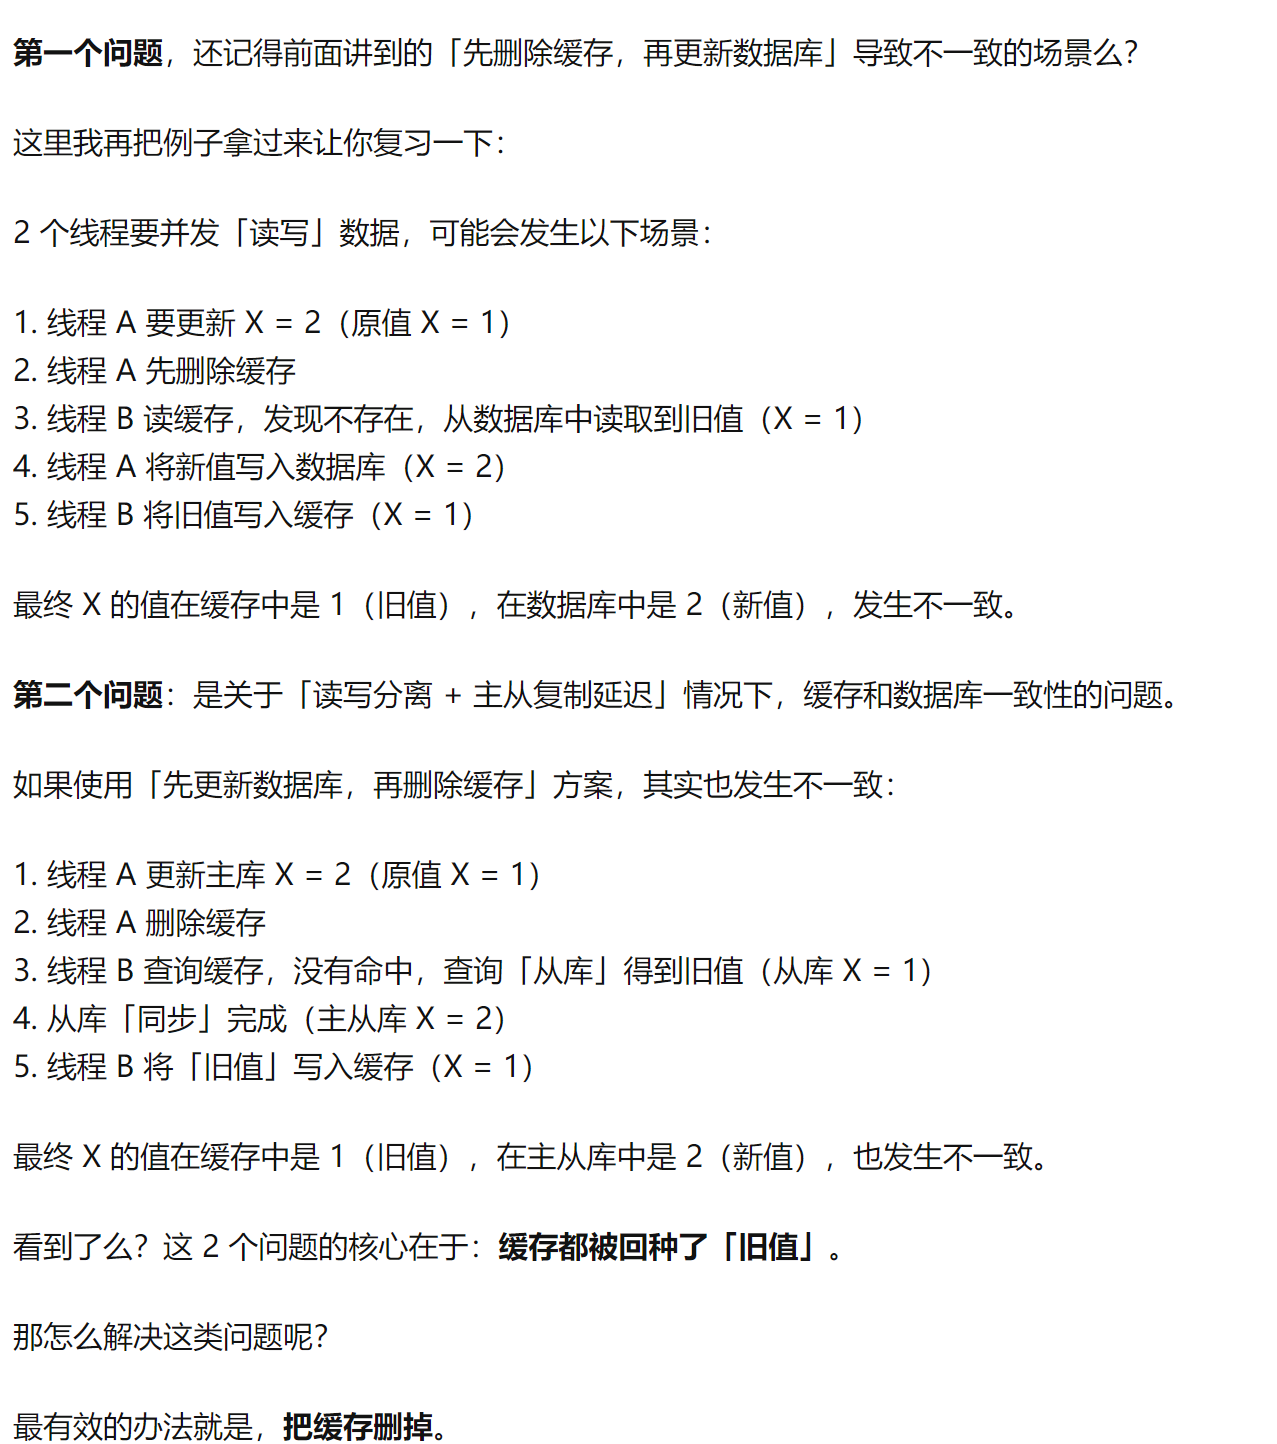 第一个问题，还记得前面讲到的「先删除缓存，再更新数据库」导致不一致的场景么？
这里我再把例子拿过来让你复习一下：
2 个线程要并发「读写」数据，可能会发生以下场景：
1. 线程 A 要更新 X = 2（原值 X = 1）
2. 线程 A 先删除缓存
3. 线程 B 读缓存，发现不存在，从数据库中读取到旧值（X = 1）
4. 线程 A 将新值写入数据库（X = 2）
5. 线程 B 将旧值写入缓存（X = 1）
最终 X 的值在缓存中是 1（旧值），在数据库中是 2（新值），发生不一致。
第二个问题：是关于「读写分离 + 主从复制延迟」情况下，缓存和数据库一致性的问题。
如果使用「先更新数据库，再删除缓存」方案，其实也发生不一致：
1. 线程 A 更新主库 X = 2（原值 X = 1）
2. 线程 A 删除缓存
3. 线程 B 查询缓存，没有命中，查询「从库」得到旧值（从库 X = 1）
4. 从库「同步」完成（主从库 X = 2）
5. 线程 B 将「旧值」写入缓存（X = 1）
最终 X 的值在缓存中是 1（旧值），在主从库中是 2（新值），也发生不一致。
看到了么？这 2 个问题的核心在于：缓存都被回种了「旧值」。
那怎么解决这类问题呢？
最有效的办法就是，把缓存删掉。